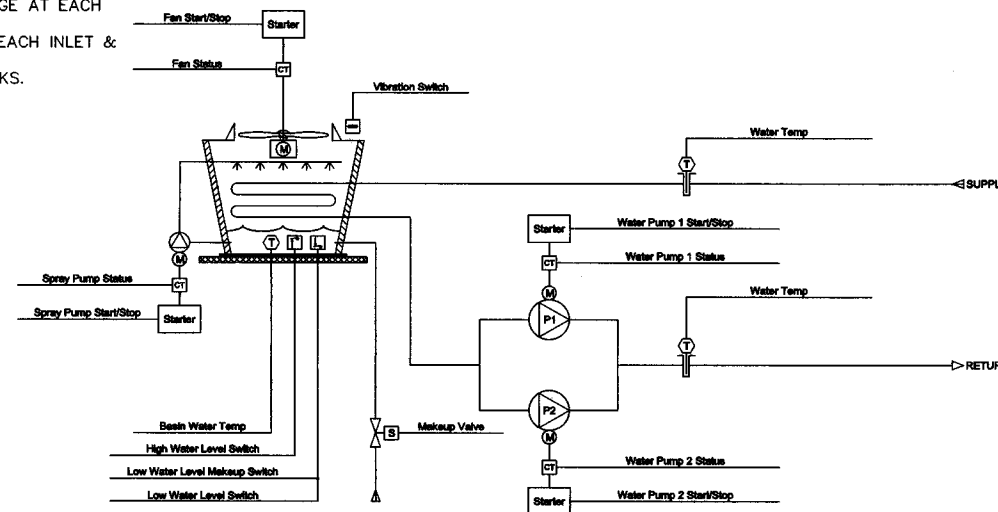 GE AT EACH
EACH INLET &
KS.
Fan Start/Stop
Starter
Fan Status
CT
Vibration Switch
M
Water Temp
T
SUPPL
Starter
Water Pump 1 Start/Stop
CT
Water Pump 1 Status
M
P1
Water Temp
T
RETUR
T
M
Spray Pump Status
CT
Spray Pump Start/Stop
Starter
P2
M
Basin Water Temp
S
Makeup Valve
High Water Level Switch
Low Water Level Makeup Switch
Low Water Level Switch
CT
Water Pump 2 Status
Starter
Water Pump 2 Start/Stop